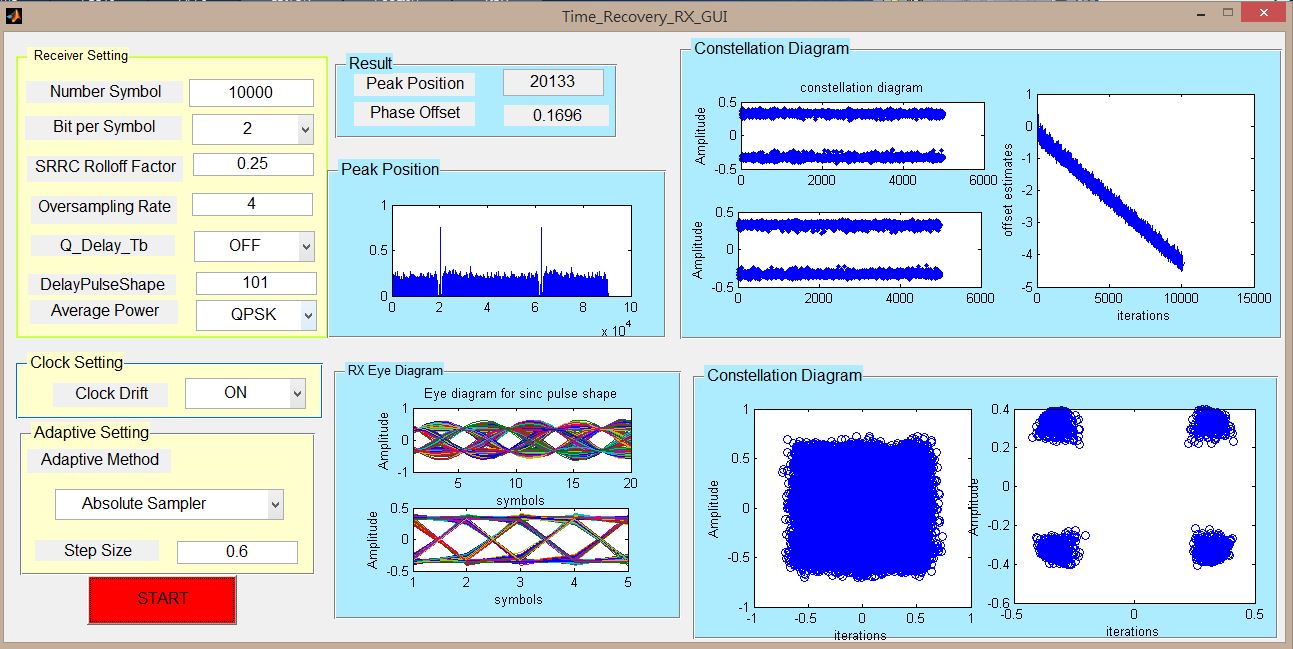 Time_Recovery_RX_GUI
Receiver Setting
Number Symbol
10000
Bit per Symbol
2
SRRC Rolloff Factor
0.25
Oversampling Rate
4
Q_Delay_Tb
OFF
DelayPulseShape
101
Average Power
QPSK
Clock Setting
Clock Drift
ON
Adaptive Setting
Adaptive Method
Absolute Sampler
Step Size
0.6
START
Result
Peak Position
20133
Phase Offset
0.1696
Peak Position
1
0.5
0
0 2 4 6 8 10
x 10^4
RX Eye Diagram
Eye diagram for sinc pulse shape
Amplitude
1
0
-1
5 10 15 20
symbols
Amplitude
0.5
0
-0.5
1 2 3 4 5
symbols
Constellation Diagram
constellation diagram
Amplitude
0.5
0
-0.5
0 2000 4000 6000
Amplitude
0.5
0
-0.5
0 2000 4000 6000
offset estimates
1
0
-1
-2
-3
-4
-5
0 5000 10000 15000
iterations
Constellation Diagram
Amplitude
1
0.5
0
-0.5
-1
-1 -0.5 0 0.5 1
iterations
Amplitude
0.4
0.2
0
-0.2
-0.4
-0.6
-0.5 0 0.5
iterations